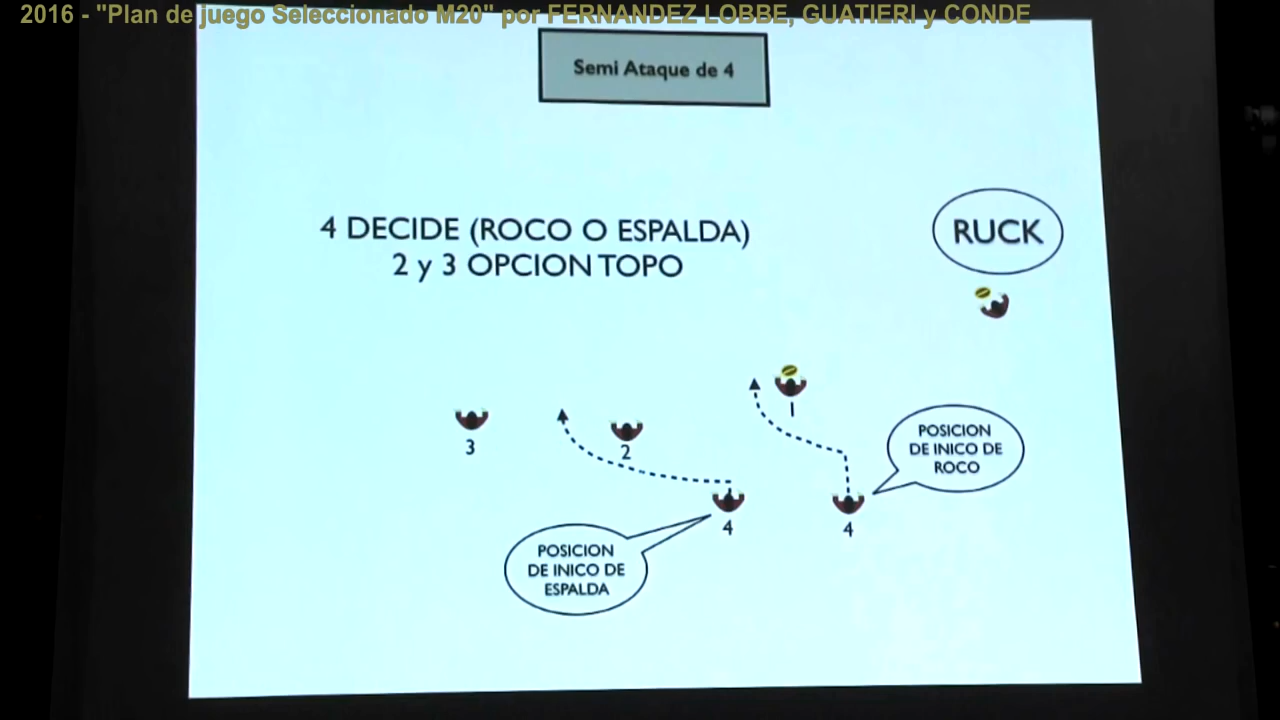 2016 - "Plan de juego Seleccionado M20" por FERNANDEZ LOBBE, GUATIERI y CONDE
Semi Ataque de 4
4 DECIDE (ROCO O ESPALDA)
2 y 3 OPCION TOPO
RUCK
1
3
2
POSICION
DE INICO DE
ROCO
4
4
POSICION
DE INICO DE
ESPALDA